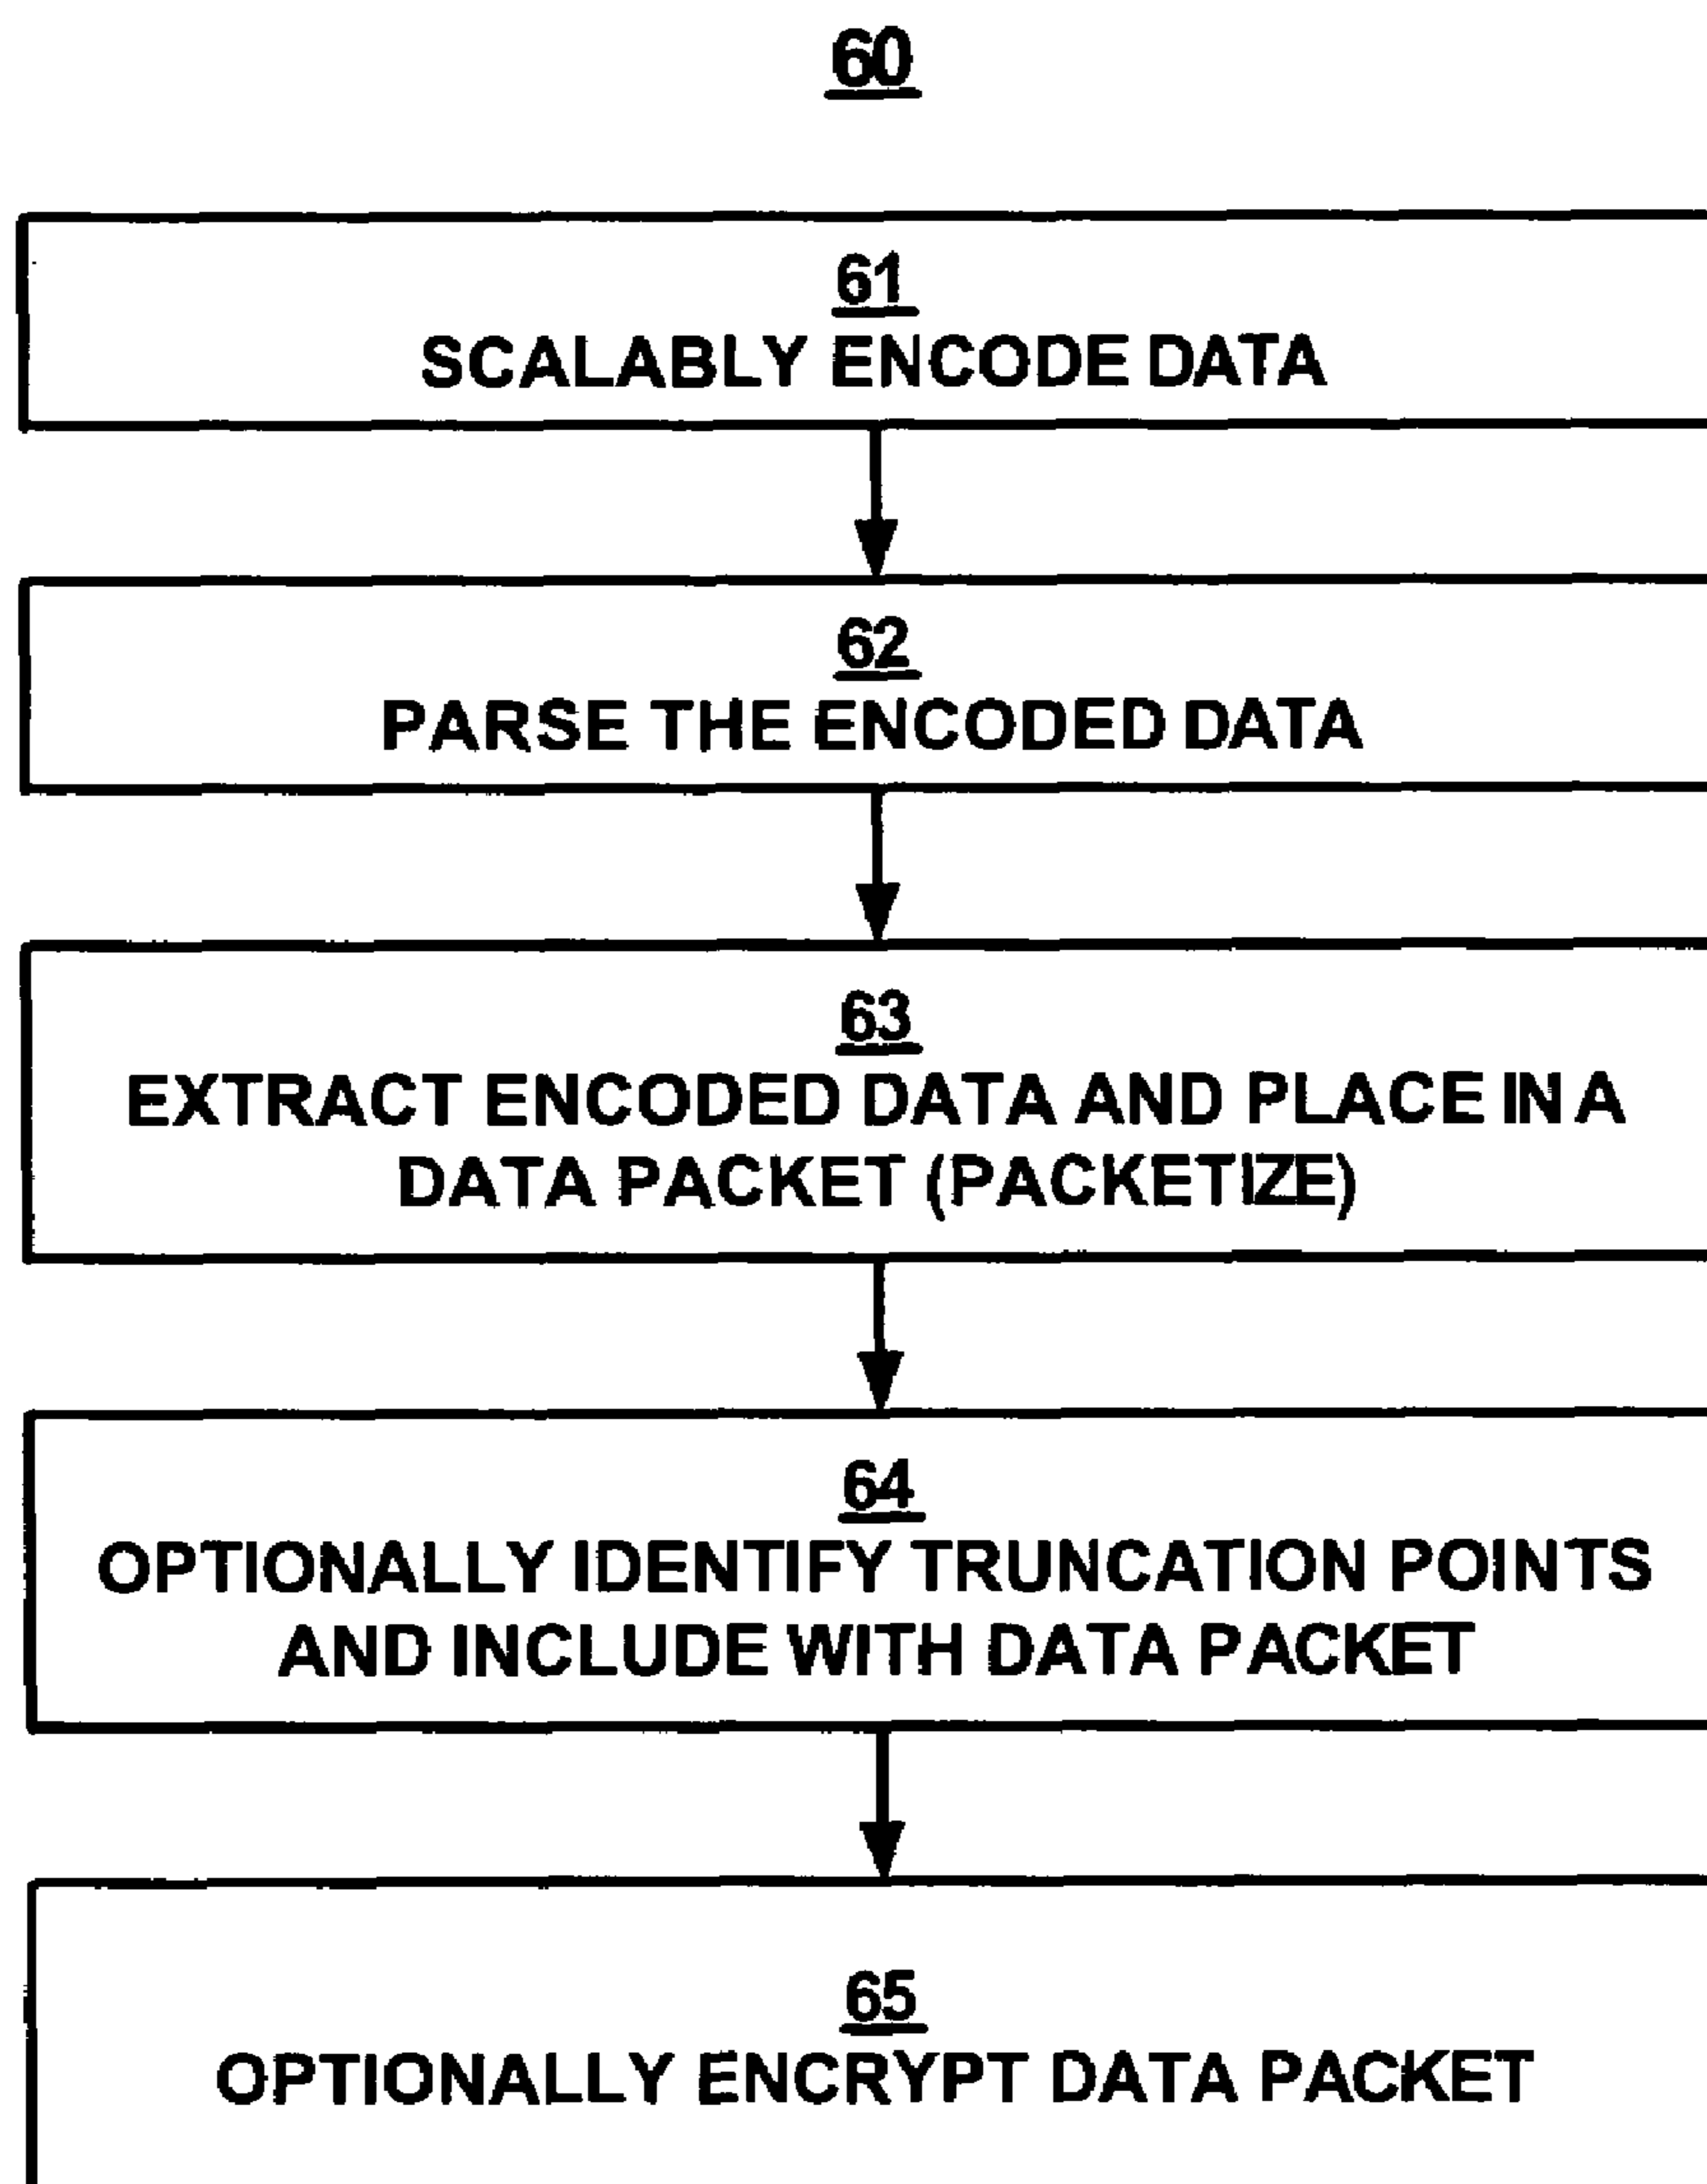 60
61
SCALABLY ENCODE DATA
62
PARSE THE ENCODED DATA
63
EXTRACT ENCODED DATA AND PLACE IN A
DATA PACKET (PACKETIZE)
64
OPTIONALLY IDENTIFY TRUNCATION POINTS
AND INCLUDE WITH DATA PACKET
65
OPTIONALLY ENCRYPT DATA PACKET